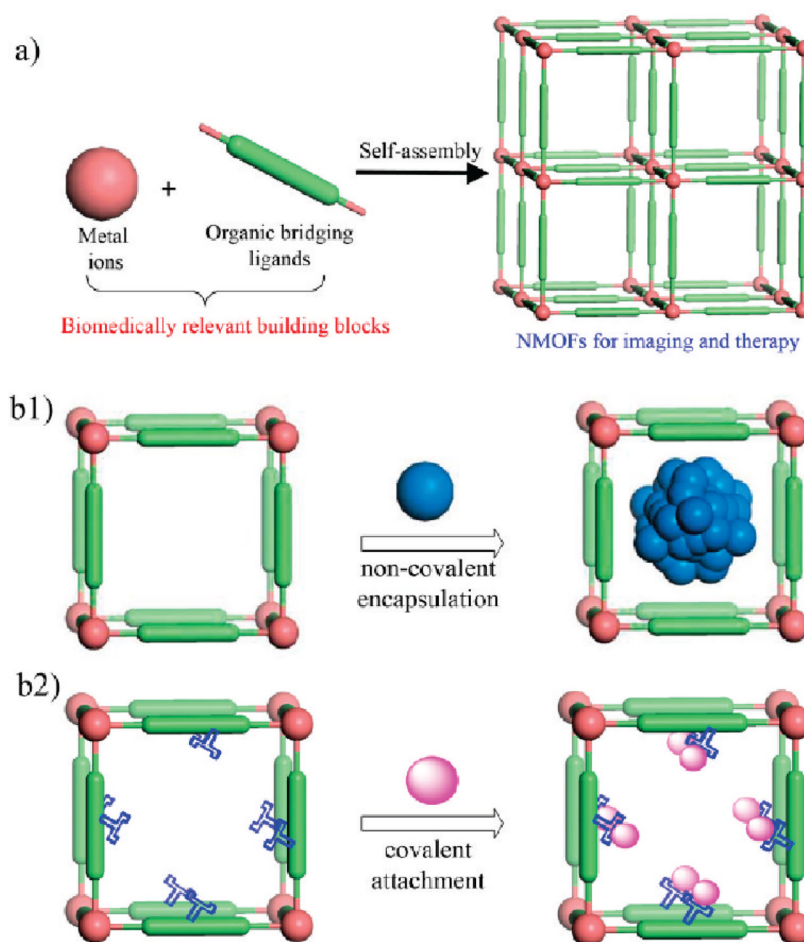 a)
Self-assembly
+
Metal
ions
Organic bridging
ligands
Biomedically relevant building blocks
NMOFs for imaging and therapy
b1)
non-covalent
encapsulation
b2)
covalent
attachment